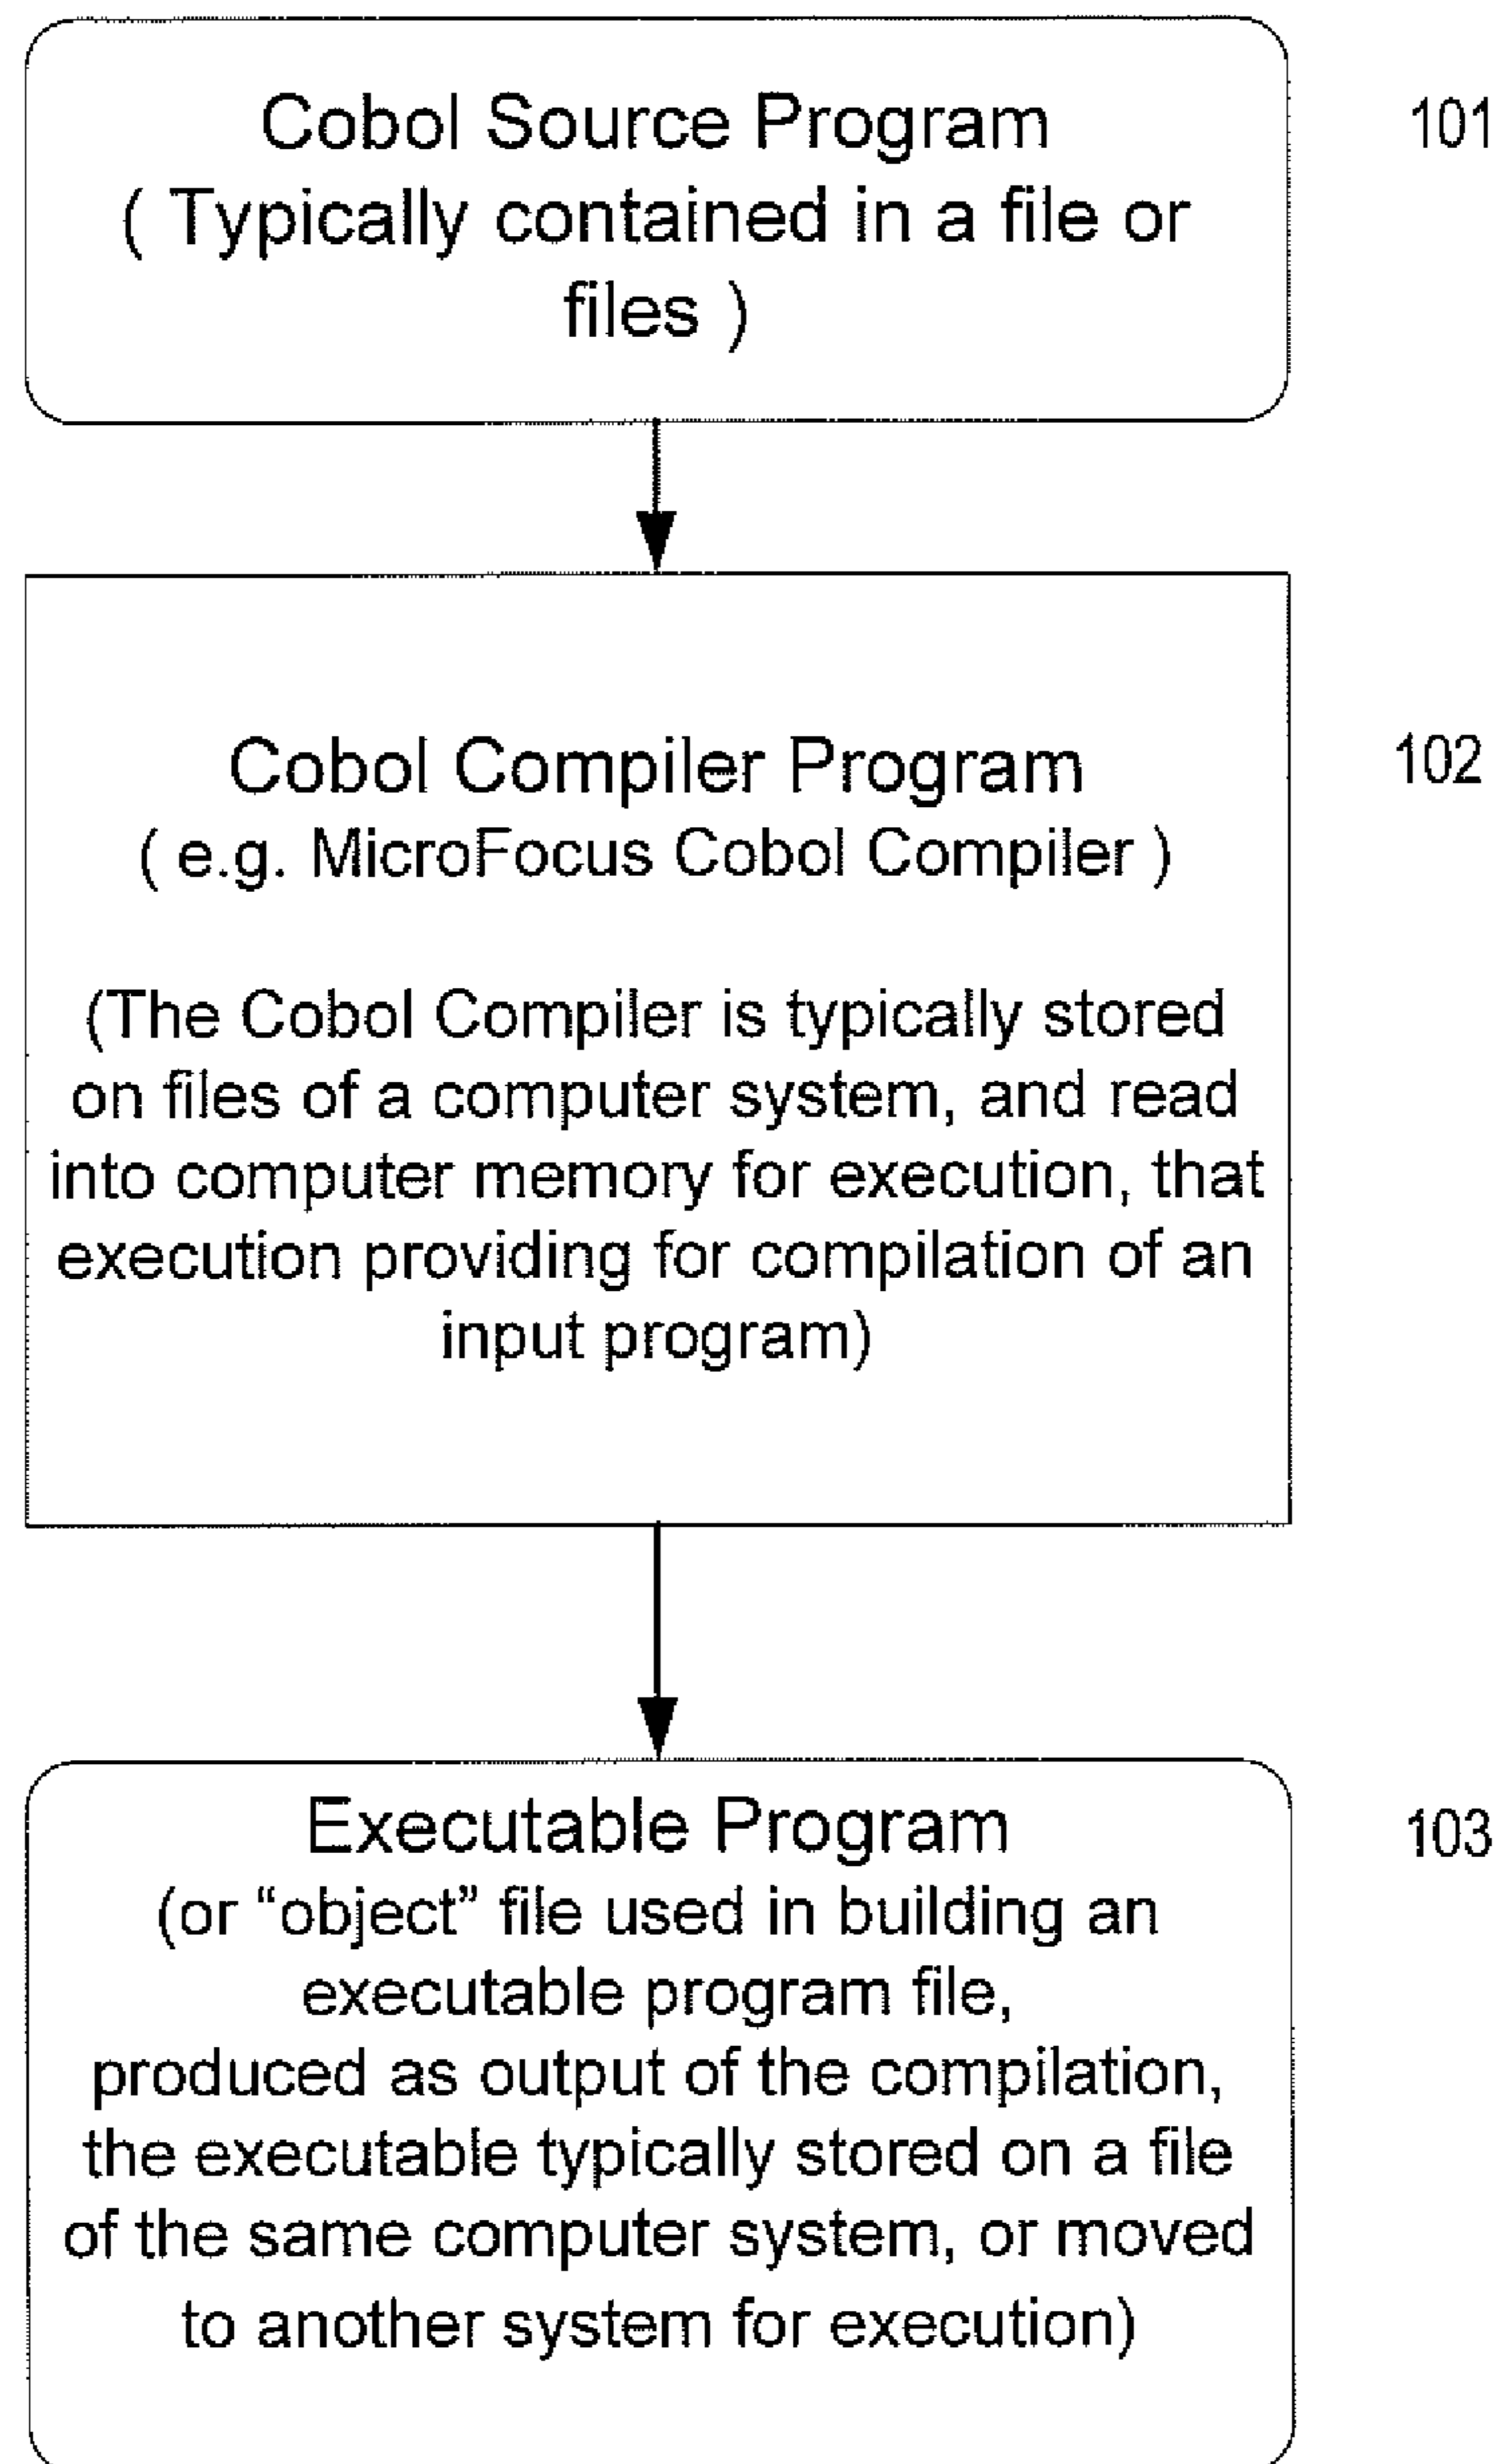 Cobol Source Program
( Typically contained in a file or
files )
101
Cobol Compiler Program
( e.g. MicroFocus Cobol Compiler )
(The Cobol Compiler is typically stored
on files of a computer system, and read
into computer memory for execution, that
execution providing for compilation of an
input program)
102
Executable Program
(or “object” file used in building an
executable program file,
produced as output of the compilation,
the executable typically stored on a file
of the same computer system, or moved
to another system for execution)
103